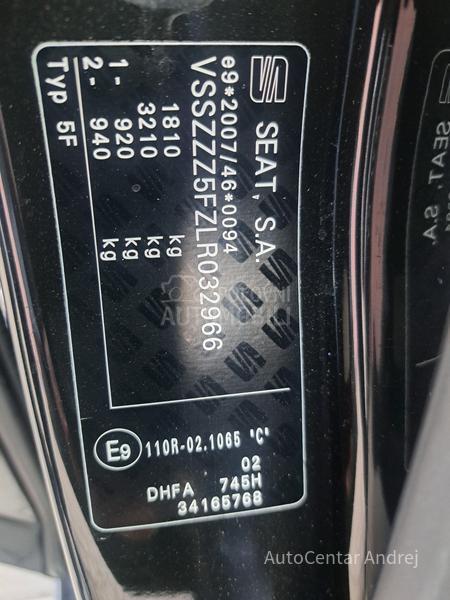 SEAT, S.A.
e9*2007/46*0094
VSSZZZ5FZLR032966
1810 kg
3210 kg
1- 920 kg
2- 940 kg
Typ 5F
E9 110R-02.1065 "C"
02
DHFA 745H
34165768
SEAT, S.A.
AutoCentar Andrej